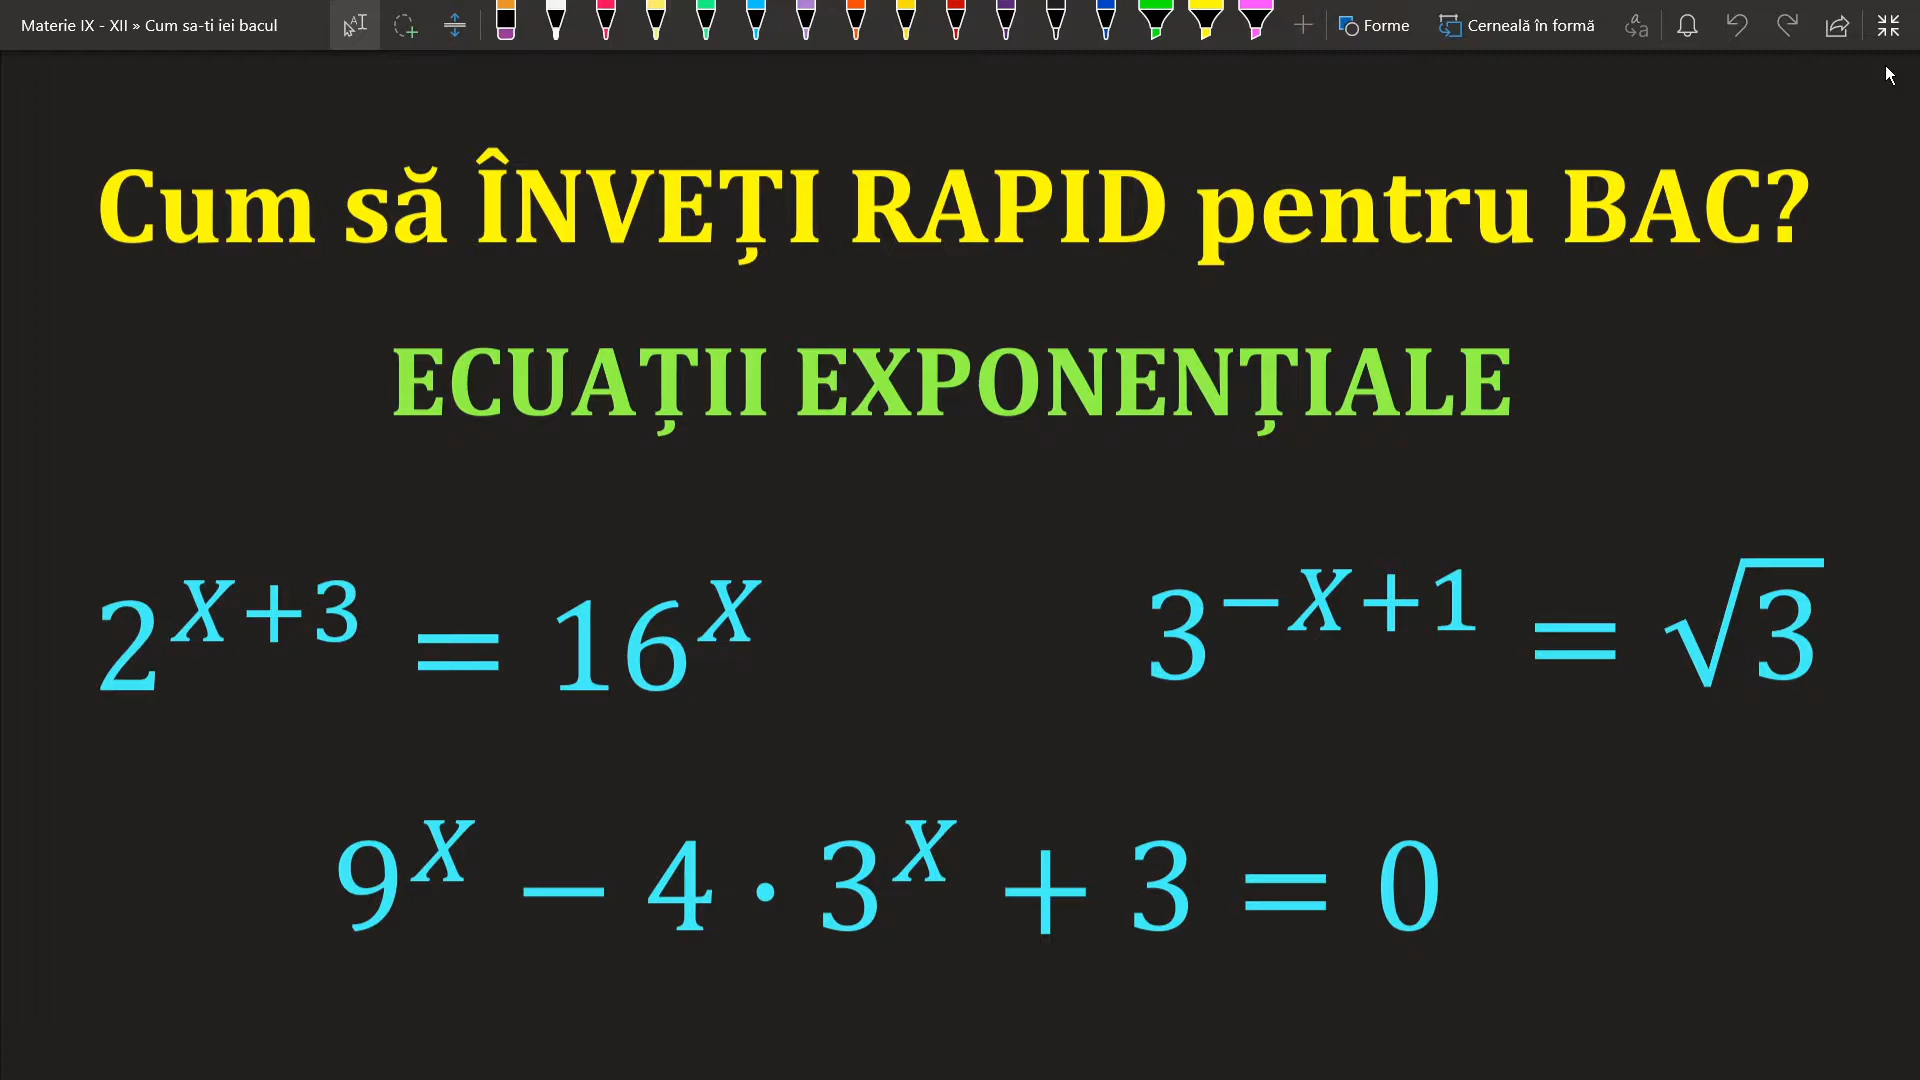 Materie IX - XII » Cum sa-ti iei bacul
Forme
Cerneală în formă
Cum să ÎNVEȚI RAPID pentru BAC?
ECUAȚII EXPONENȚIALE
2^{X+3} = 16^X
3^{-X+1} = √3
9^X − 4 · 3^X + 3 = 0